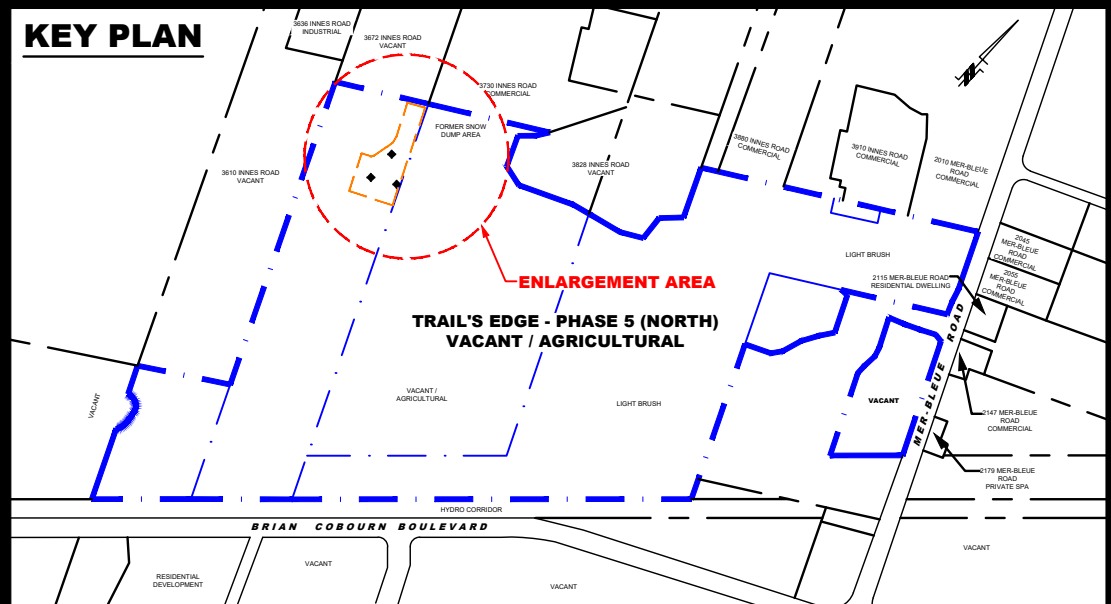 KEY PLAN
3636 INNES ROAD
INDUSTRIAL
3672 INNES ROAD
VACANT
3730 INNES ROAD
COMMERCIAL
N
FORMER SNOW
DUMP AREA
3610 INNES ROAD
VACANT
3828 INNES ROAD
VACANT
3880 INNES ROAD
COMMERCIAL
3910 INNES ROAD
COMMERCIAL
2010 MER-BLEUE
ROAD
COMMERCIAL
2045
MER-BLEUE
ROAD
COMMERCIAL
2055
MER-BLEUE
ROAD
COMMERCIAL
LIGHT BRUSH
2115 MER-BLEUE ROAD
RESIDENTIAL DWELLING
ENLARGEMENT AREA
TRAIL'S EDGE - PHASE 5 (NORTH)
VACANT / AGRICULTURAL
MER-BLEUE ROAD
VACANT
VACANT /
AGRICULTURAL
LIGHT BRUSH
VACANT
2147 MER-BLEUE
ROAD
COMMERCIAL
2179 MER-BLEUE
ROAD
PRIVATE SPA
HYDRO CORRIDOR
BRIAN COBOURN BOULEVARD
VACANT
VACANT
RESIDENTIAL
DEVELOPMENT
VACANT